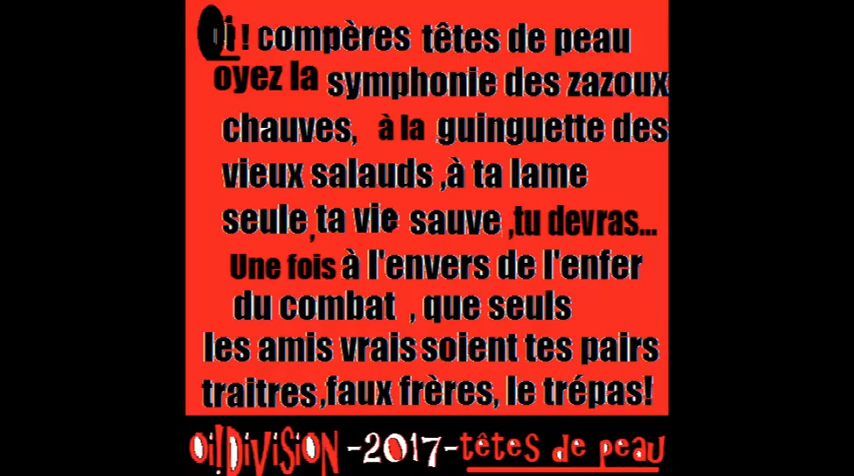 Oi ! compères têtes de peau
oyez la symphonie des zazoux
chauves, à la guinguette des
vieux salauds ,à ta lame
seule,ta vie sauve ,tu devras...
Une fois à l'envers de l'enfer
du combat , que seuls
les amis vrais soient tes pairs
traitres,faux frères, le trépas!
Oi!DiViSiON -2017-têteS de peau